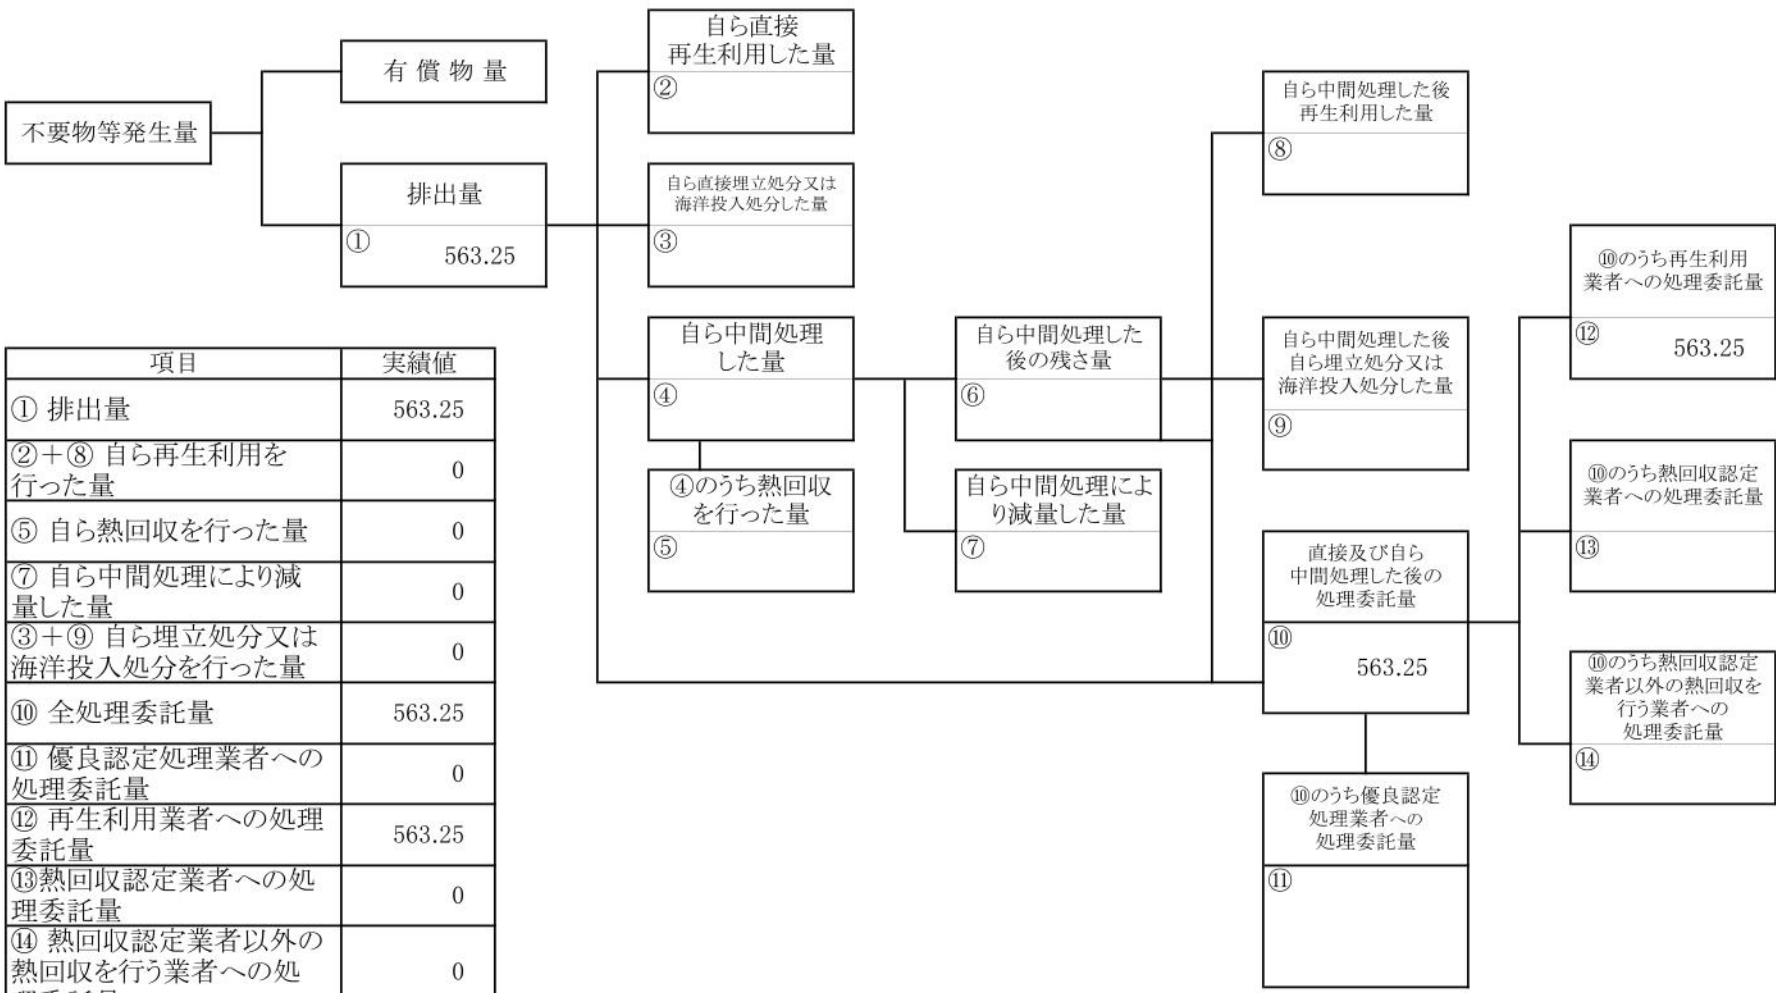 不要物等発生量
有償物量
排出量
①
563.25
自ら直接
再生利用した量
②
自ら直接埋立処分又は
海洋投入処分した量
③
自ら中間処理
した量
④
④のうち熱回収
を行った量
⑤
自ら中間処理した
後の残さ量
⑥
自ら中間処理によ
り減量した量
⑦
自ら中間処理した後
再生利用した量
⑧
自ら中間処理した後
自ら埋立処分又は
海洋投入処分した量
⑨
直接及び自ら
中間処理した後の
処理委託量
⑩
563.25
⑩のうち優良認定
処理業者への
処理委託量
⑪
⑩のうち再生利用
業者への処理委託量
⑫
563.25
⑩のうち熱回収認定
業者への処理委託量
⑬
⑩のうち熱回収認定
業者以外の熱回収を
行う業者への
処理委託量
⑭
項目 実績値
① 排出量 563.25
②+⑧ 自ら再生利用を
行った量 0
⑤ 自ら熱回収を行った量 0
⑦ 自ら中間処理により減
量した量 0
③+⑨ 自ら埋立処分又は
海洋投入処分を行った量 0
⑩ 全処理委託量 563.25
⑪ 優良認定処理業者への
処理委託量 0
⑫ 再生利用業者への処理
委託量 563.25
⑬熱回収認定業者への処
理委託量 0
⑭ 熱回収認定業者以外の
熱回収を行う業者への処 0